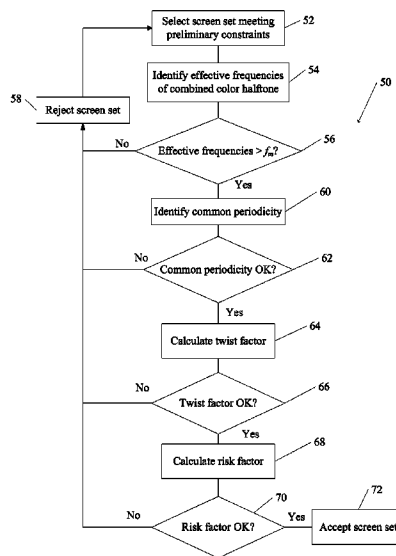 Select screen set meeting
preliminary constraints
52
54
Identify effective frequencies
of combined color halftone
50
58
Reject screen set
No
Effective frequencies > fm?
56
Yes
60
Identify common periodicity
No
62
Common periodicity OK?
Yes
64
Calculate twist factor
No
66
Twist factor OK?
Yes
68
Calculate risk factor
70
72
No
Risk factor OK?
Yes
Accept screen set